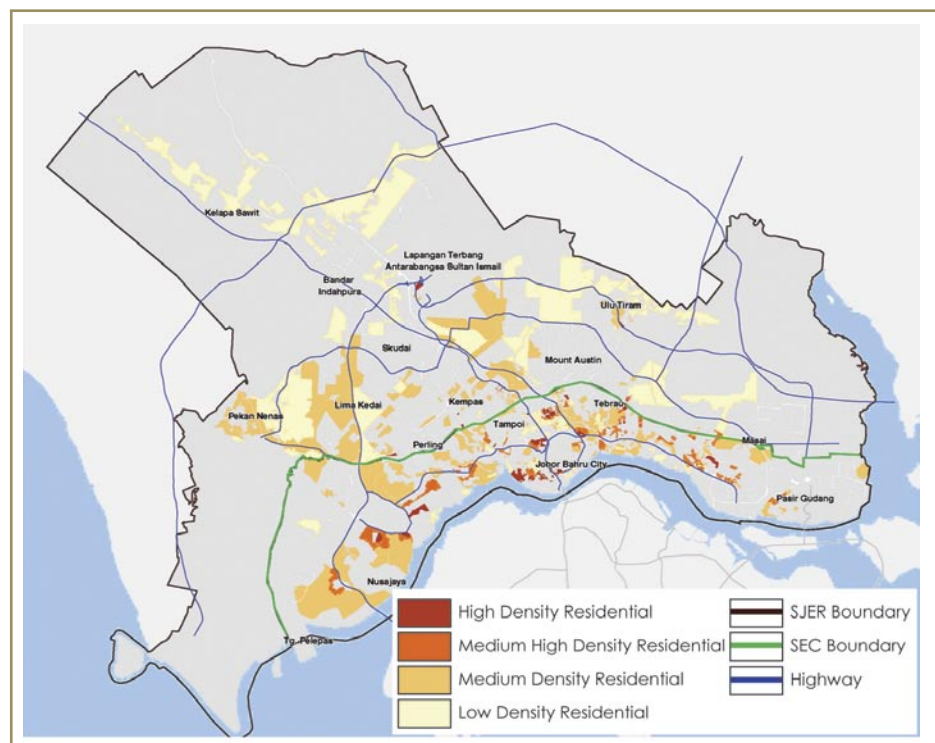 Kelapa Sawit
Lapangan Terbang
Antarabangsa Sultan Ismail
Bandar
Indahpura
Ulu Tiram
Skudai
Mount Austin
Pekan Nenas
Lima Kedai
Kempas
Tebrau
Tampoi
Perling
Masai
Johor Bahru City
Pasir Gudang
Nusajaya
Tg. Pelepas
High Density Residential
Medium High Density Residential
Medium Density Residential
Low Density Residential
SJER Boundary
SEC Boundary
Highway